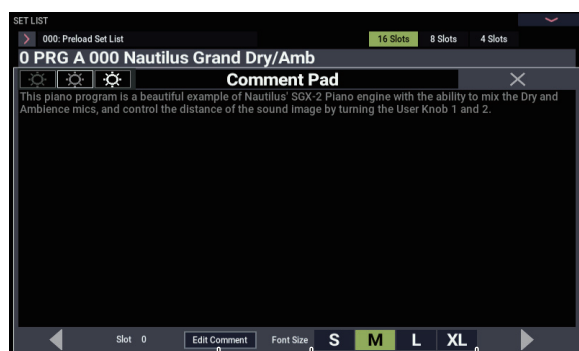 SET LIST
000: Preload Set List
16 Slots 8 Slots 4 Slots
0 PRG A 000 Nautilus Grand Dry/Amb
Comment Pad
This piano program is a beautiful example of Nautilus' SGX-2 Piano engine with the ability to mix the Dry and
Ambience mics, and control the distance of the sound image by turning the User Knob 1 and 2.
Slot 0 Edit Comment Font Size S M L XL